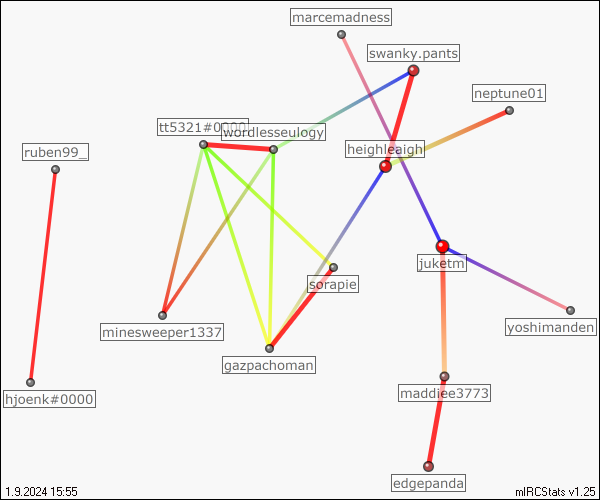 marcemadness
swanky.pants
neptune01
tt5321#0000
wordlesseulogy
ruben99_
heighleaigh
juketm
sorapie
yoshimanden
minesweeper1337
gazpachoman
hjoenk#0000
maddiee3773
edgepanda
1.9.2024 15:55
mIRCStats v1.25